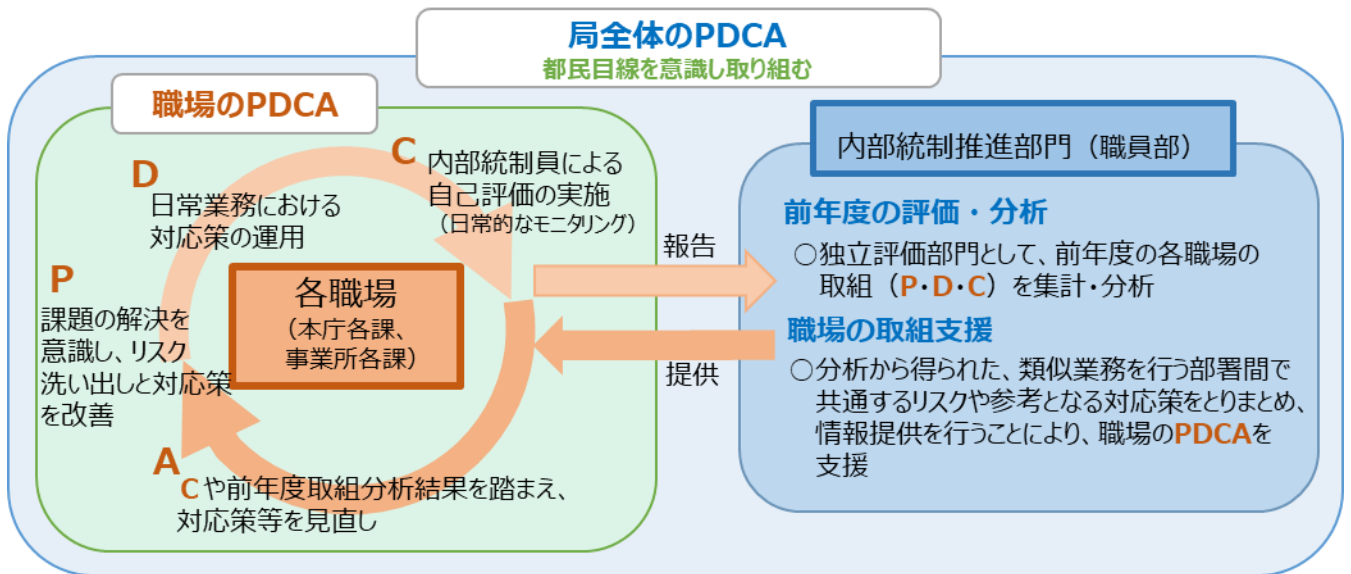 局全体のPDCA
都民目線を意識し取り組む
職場のPDCA
C
内部統制員による
自己評価の実施
（日常的なモニタリング）
D
日常業務における
対応策の運用
P
課題の解決を
意識し、リスク
洗い出しと対応策
を改善
各職場
（本庁各課、
事業所各課）
A
Cや前年度取組分析結果を踏まえ、
対応策等を見直し
報告
提供
内部統制推進部門（職員部）
前年度の評価・分析
○独立評価部門として、前年度の各職場の
取組（P・D・C）を集計・分析
職場の取組支援
○分析から得られた、類似業務を行う部署間で
共通するリスクや参考となる対応策をとりまとめ、
情報提供を行うことにより、職場のPDCAを
支援